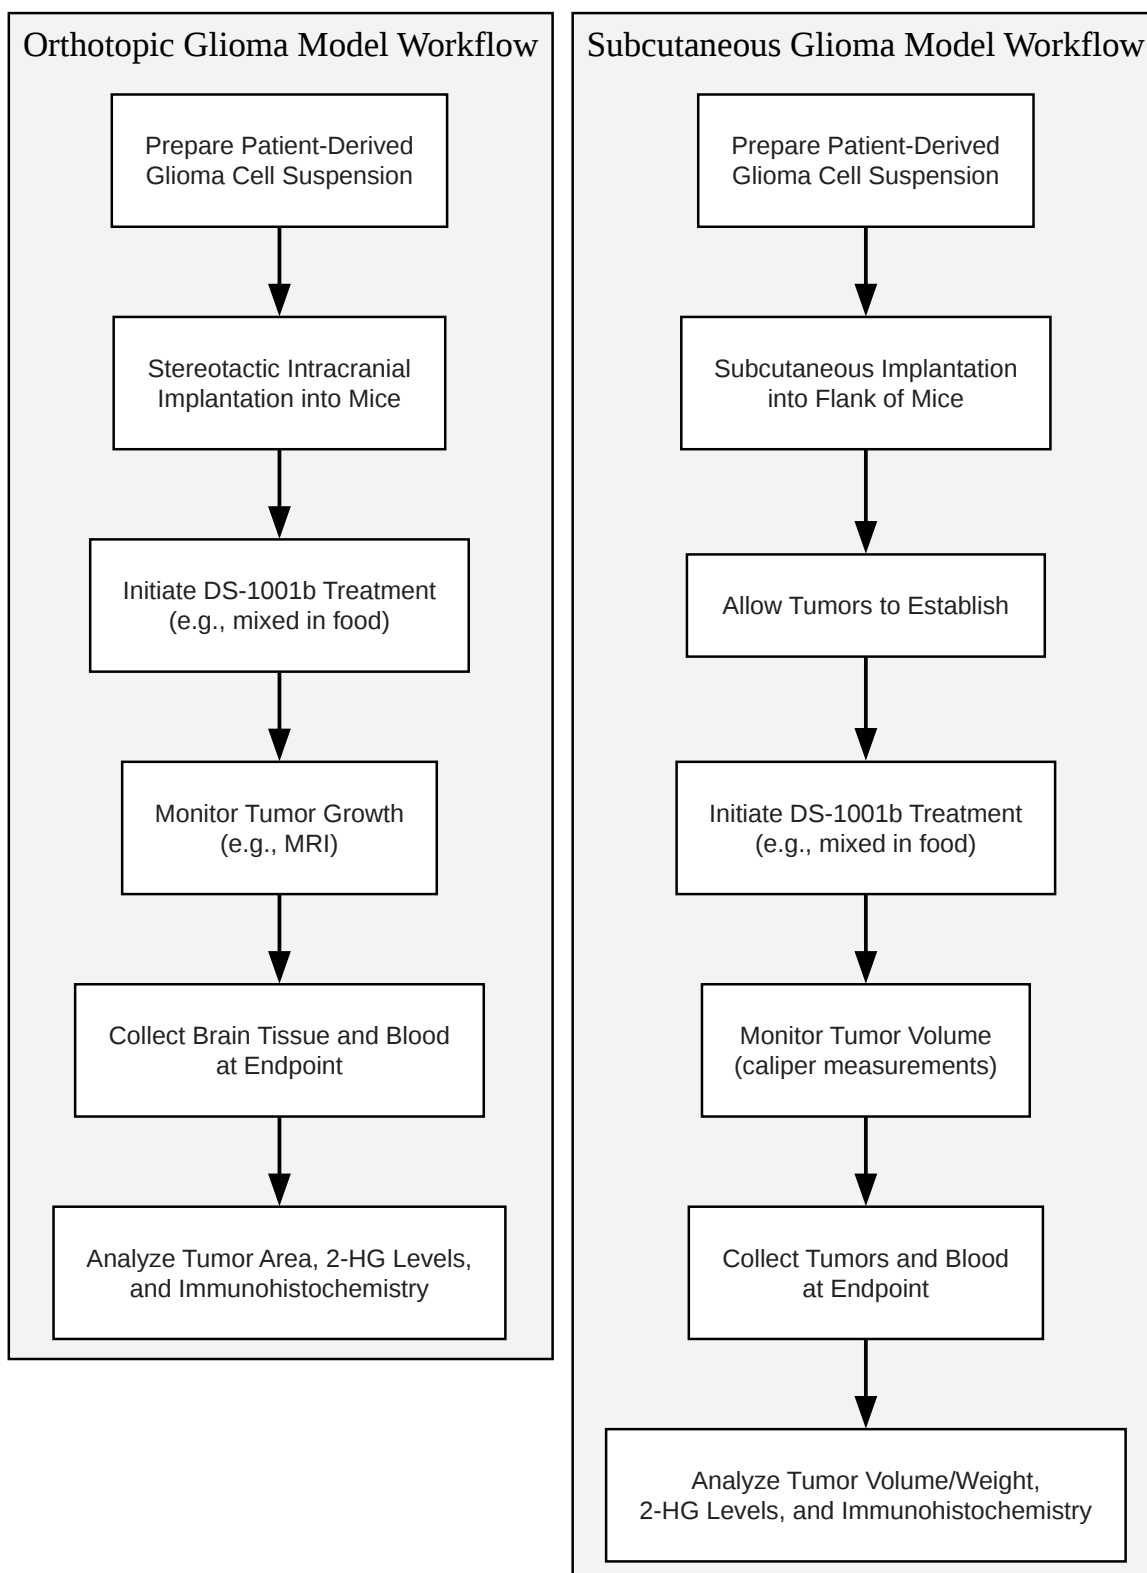 Orthotopic Glioma Model Workflow
Prepare Patient-Derived
Glioma Cell Suspension
Stereotactic Intracranial
Implantation into Mice
Initiate DS-1001b Treatment
(e.g., mixed in food)
Monitor Tumor Growth
(e.g., MRI)
Collect Brain Tissue and Blood
at Endpoint
Analyze Tumor Area, 2-HG Levels,
and Immunohistochemistry
Subcutaneous Glioma Model Workflow
Prepare Patient-Derived
Glioma Cell Suspension
Subcutaneous Implantation
into Flank of Mice
Allow Tumors to Establish
Initiate DS-1001b Treatment
(e.g., mixed in food)
Monitor Tumor Volume
(caliper measurements)
Collect Tumors and Blood
at Endpoint
Analyze Tumor Volume/Weight,
2-HG Levels, and Immunohistochemistry